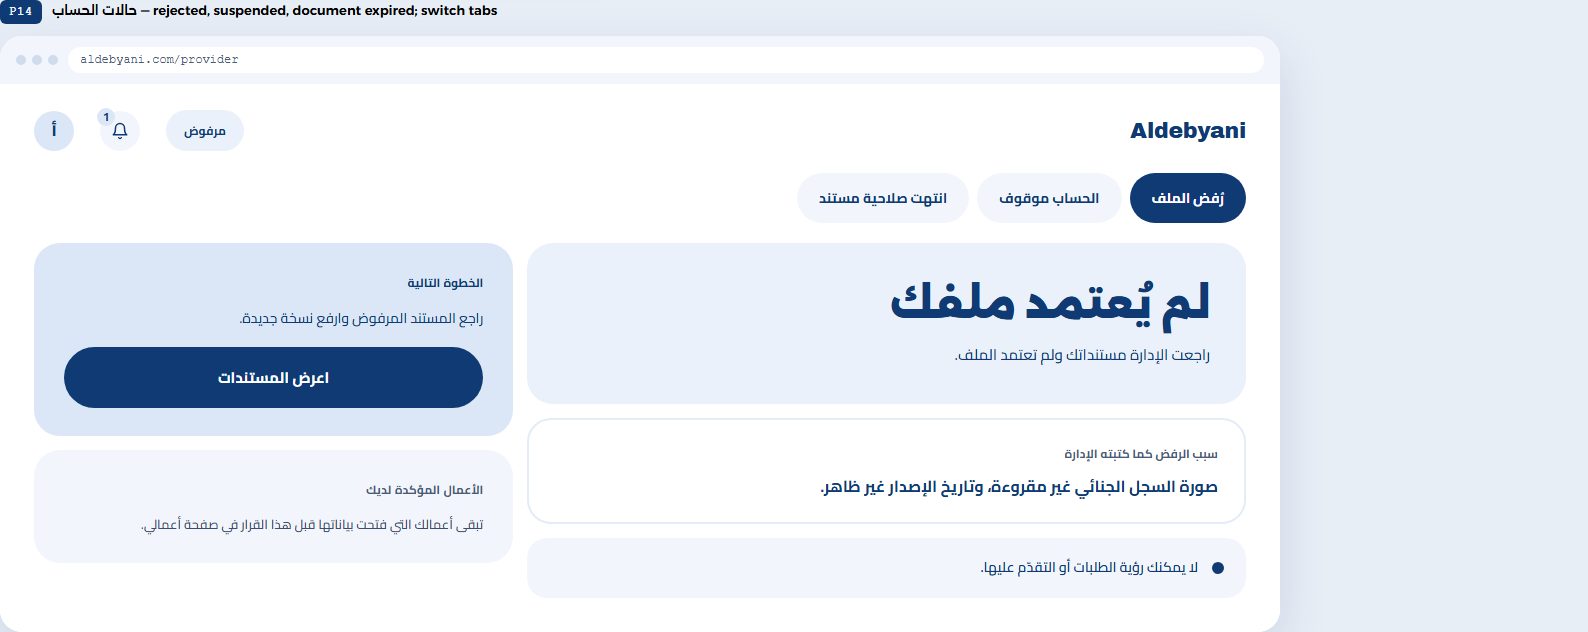 P14 حالات الحساب — rejected, suspended, document expired; switch tabs
aldebyani.com/provider
Aldebyani
مرفوض
1
أ
رُفض الملف
الحساب موقوف
انتهت صلاحية مستند
لم يُعتمد ملفك
راجعت الإدارة مستنداتك ولم تعتمد الملف.
سبب الرفض كما كتبته الإدارة
صورة السجل الجنائي غير مقروءة، وتاريخ الإصدار غير ظاهر.
لا يمكنك رؤية الطلبات أو التقدّم عليها.
الخطوة التالية
راجع المستند المرفوض وارفع نسخة جديدة.
اعرض المستندات
الأعمال المؤكدة لديك
تبقى أعمالك التي فتحت بياناتها قبل هذا القرار في صفحة أعمالي.